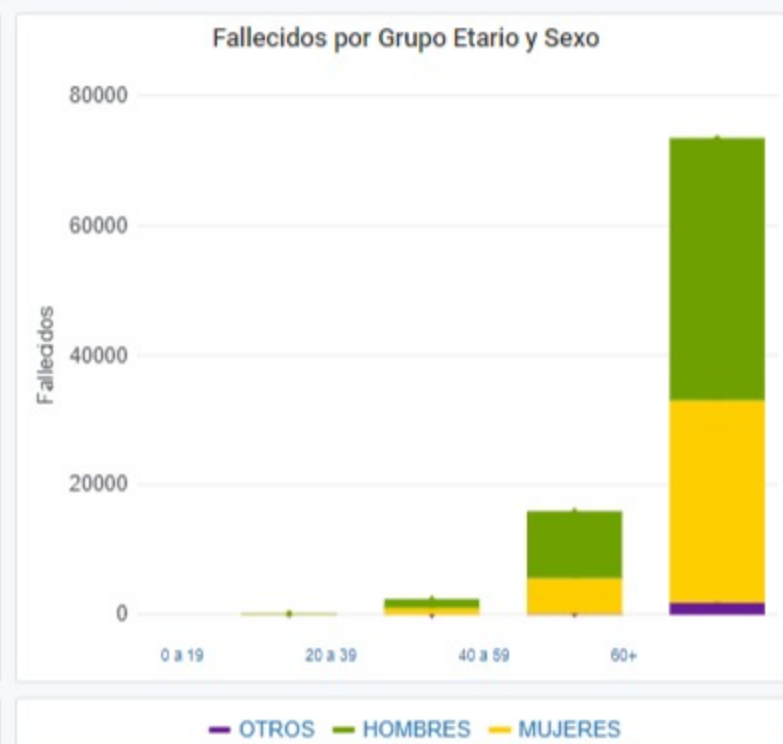 Fallecidos por Grupo Etario y Sexo
80000
60000
40000
20000
0
Fallecidos
0 a 19 20 a 39 40 a 59 60+
OTROS HOMBRES MUJERES